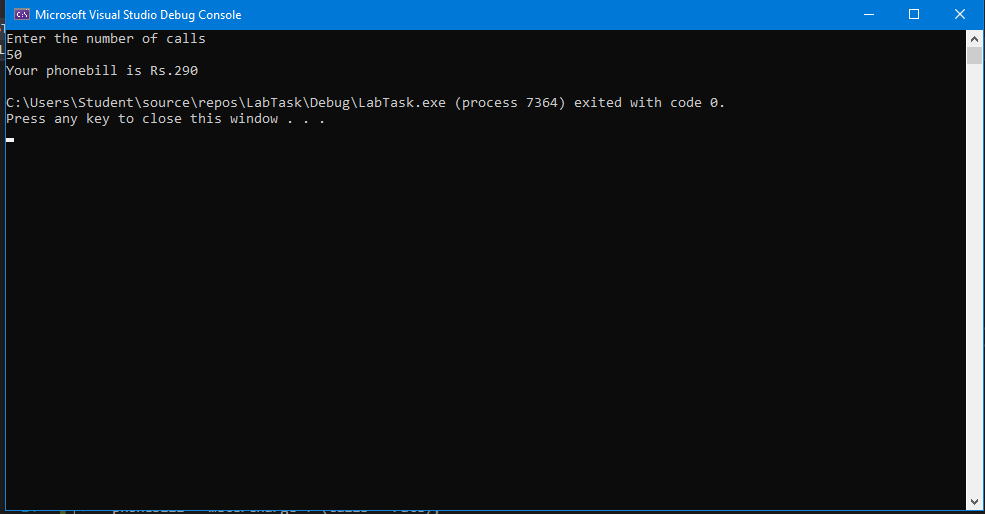 Microsoft Visual Studio Debug Console
Enter the number of calls
50
Your phonebill is Rs.290
C:\Users\Student\source\repos\LabTask\Debug\LabTask.exe (process 7364) exited with code 0.
Press any key to close this window . . .